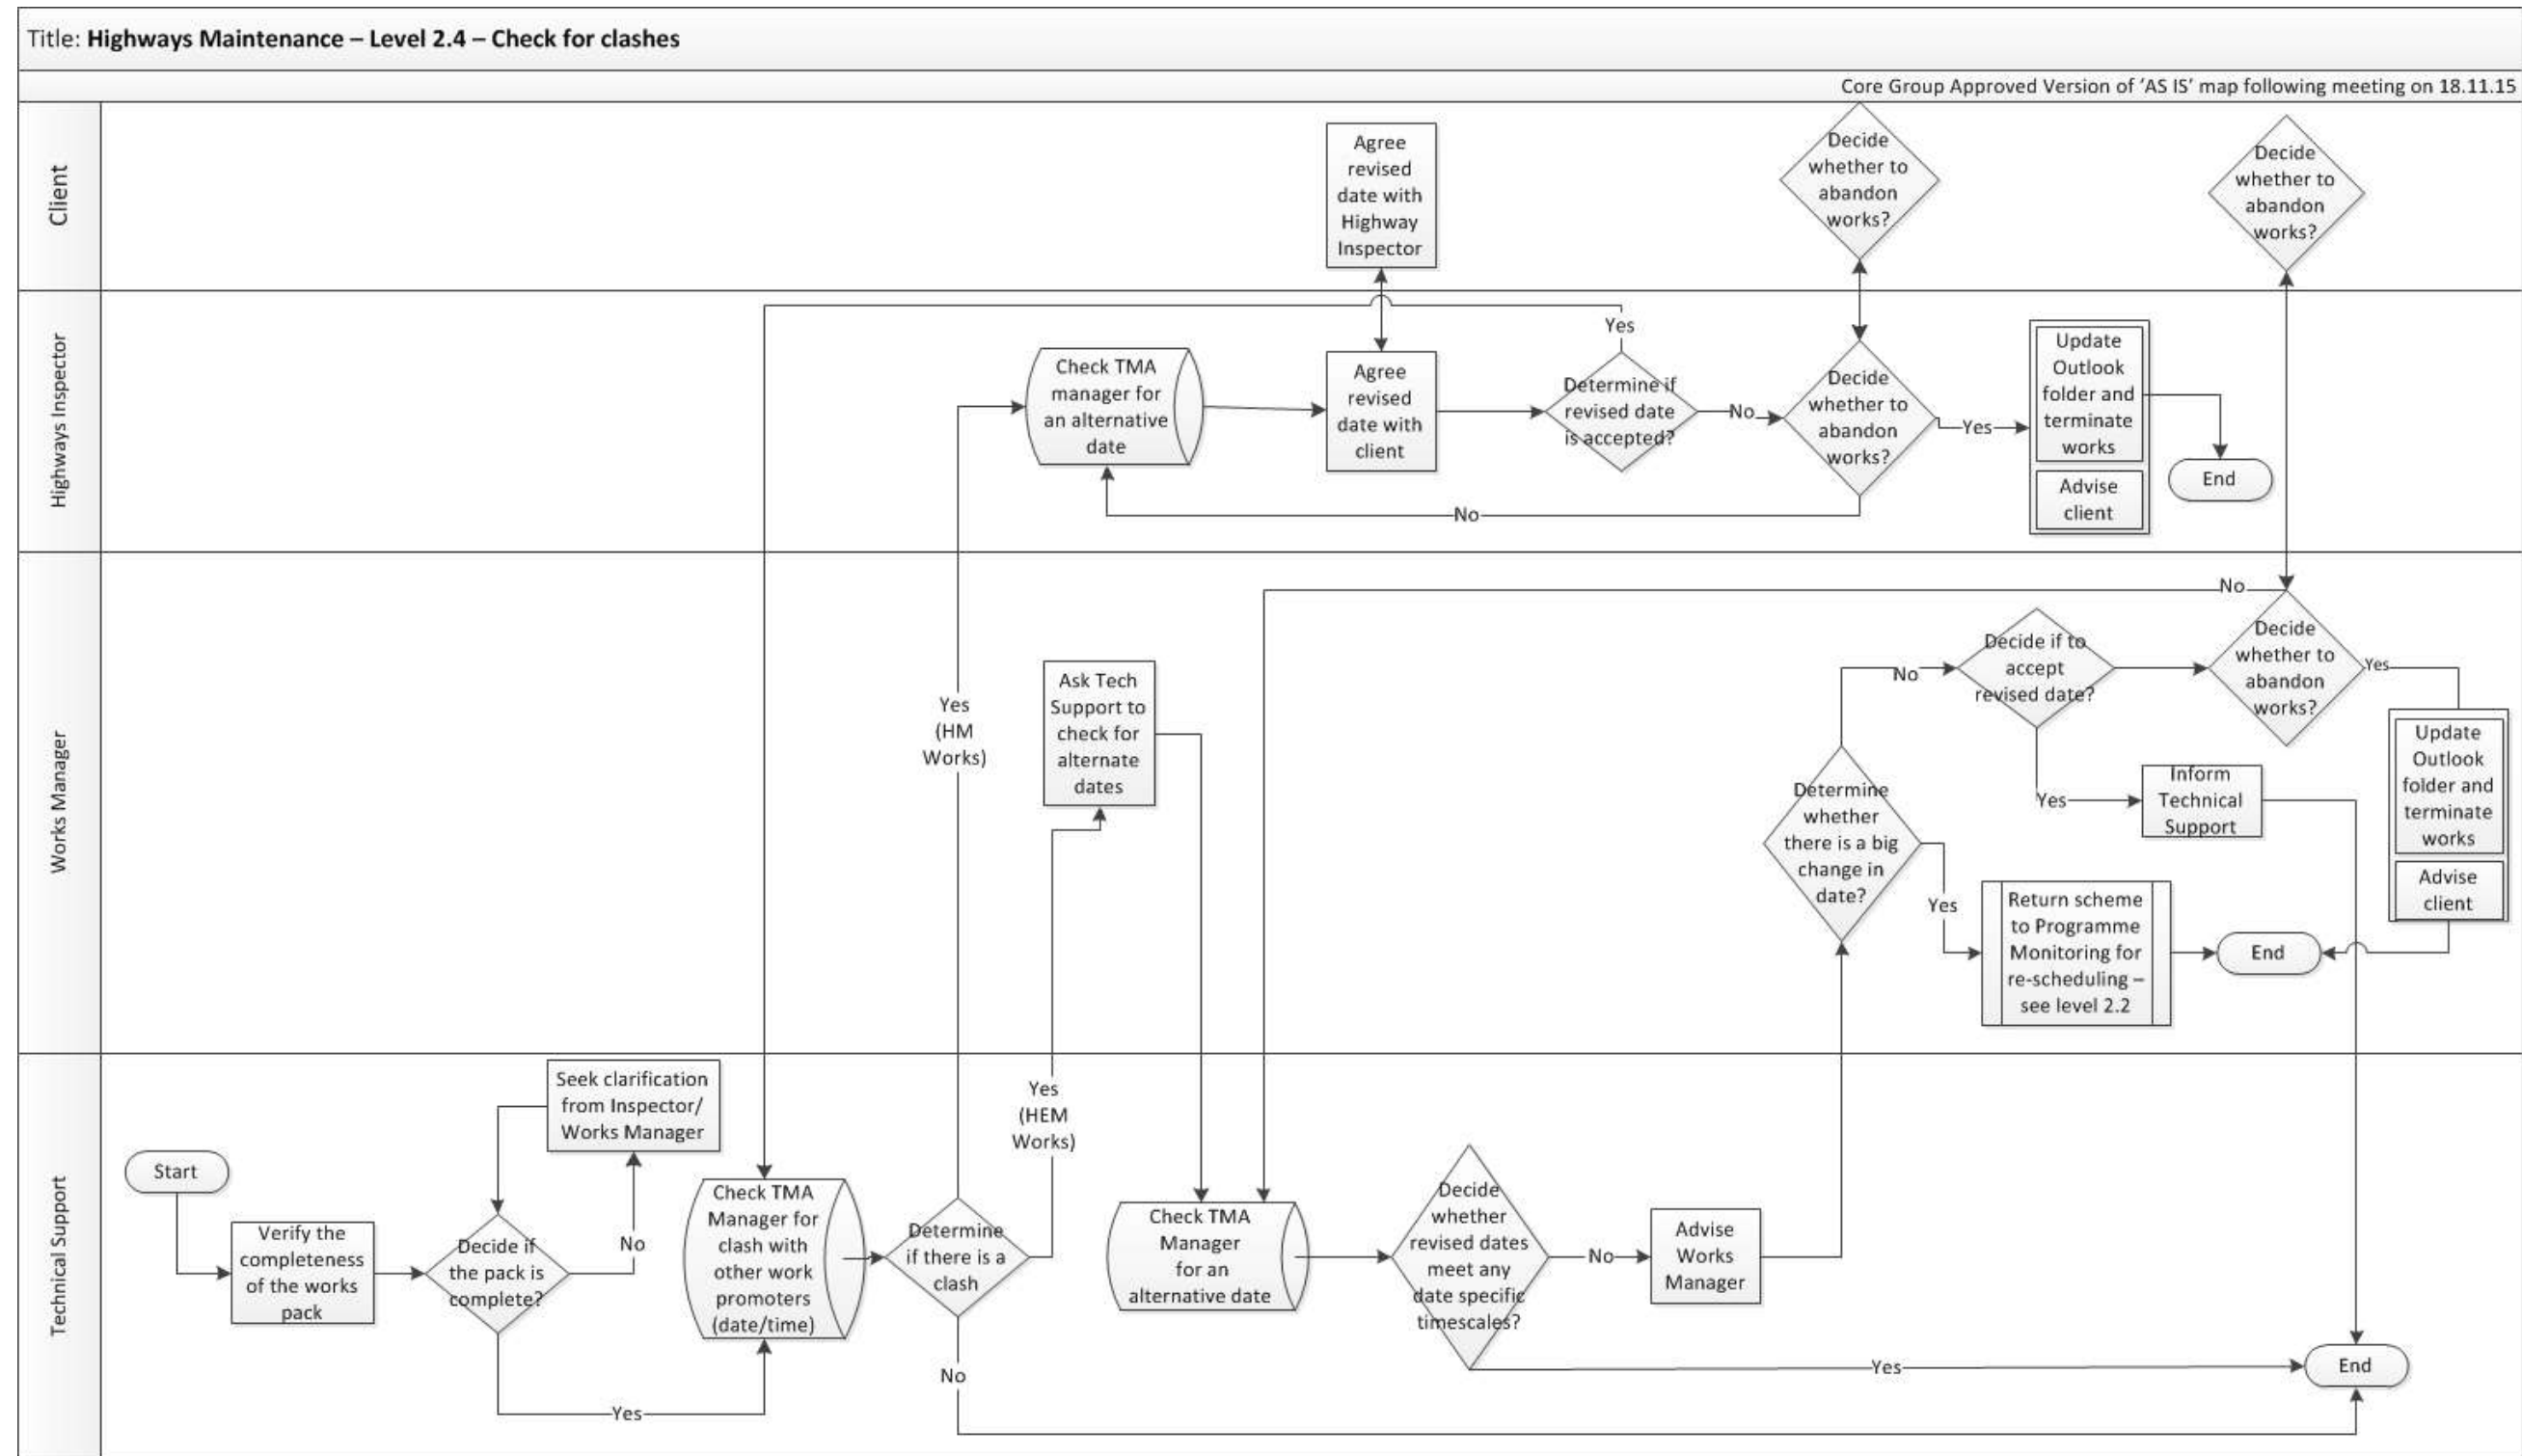 Title: Highways Maintenance – Level 2.4 – Check for clashes
Core Group Approved Version of 'AS IS' map following meeting on 18.11.15
Client
Agree
revised
date with
Highway
Inspector
Decide
whether to
abandon
works?
Decide
whether to
abandon
works?
Highways Inspector
Check TMA
manager for
an alternative
date
Agree
revised
date with
client
Yes
Determine if
revised date
is accepted?
No
Decide
whether to
abandon
works?
Yes
Update
Outlook
folder and
terminate
works
Advise
client
End
No
Works Manager
Yes
(HM
Works)
Ask Tech
Support to
check for
alternate
dates
Determine
whether
there is a big
change in
date?
No
Decide if to
accept
revised date?
No
Decide
whether to
abandon
works?
Yes
Yes
Inform
Technical
Support
Update
Outlook
folder and
terminate
works
Advise
client
Yes
Return scheme
to Programme
Monitoring for
re-scheduling –
see level 2.2
End
Technical Support
Start
Verify the
completeness
of the works
pack
Decide if
the pack is
complete?
No
Seek clarification
from Inspector/
Works Manager
Yes
Check TMA
Manager for
clash with
other work
promoters
(date/time)
Determine
if there is a
clash
Yes
(HEM
Works)
No
Check TMA
Manager
for an
alternative date
Decide
whether
revised dates
meet any
date specific
timescales?
No
Advise
Works
Manager
Yes
End